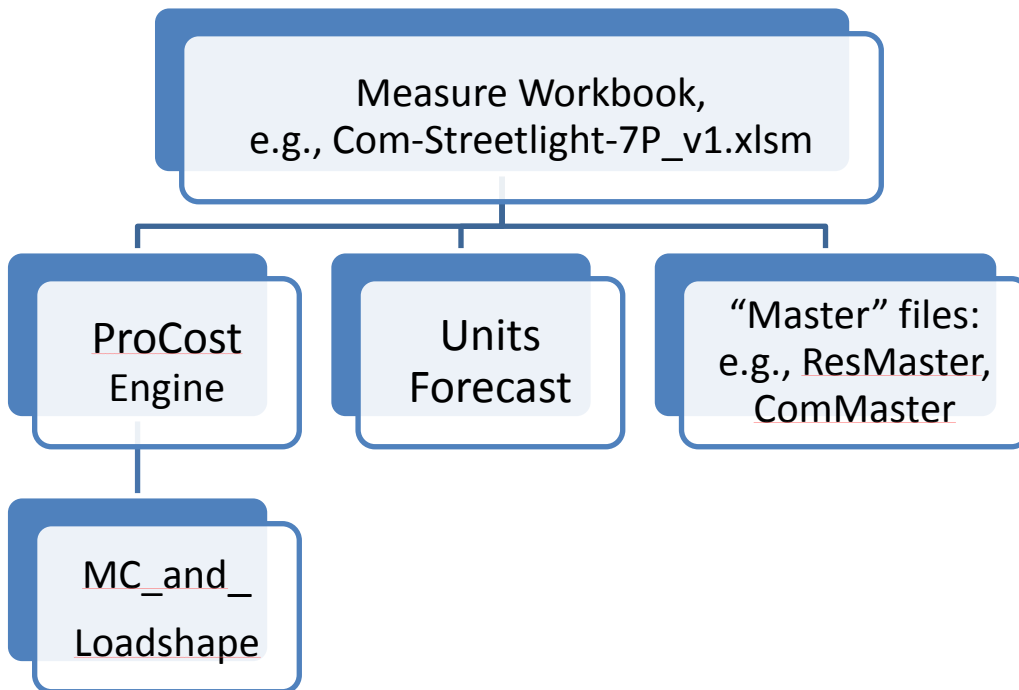 Measure Workbook,
e.g., Com-Streetlight-7P_v1.xlsm
ProCost
Engine
Units
Forecast
“Master” files:
e.g., ResMaster,
ComMaster
MC_and_
Loadshape